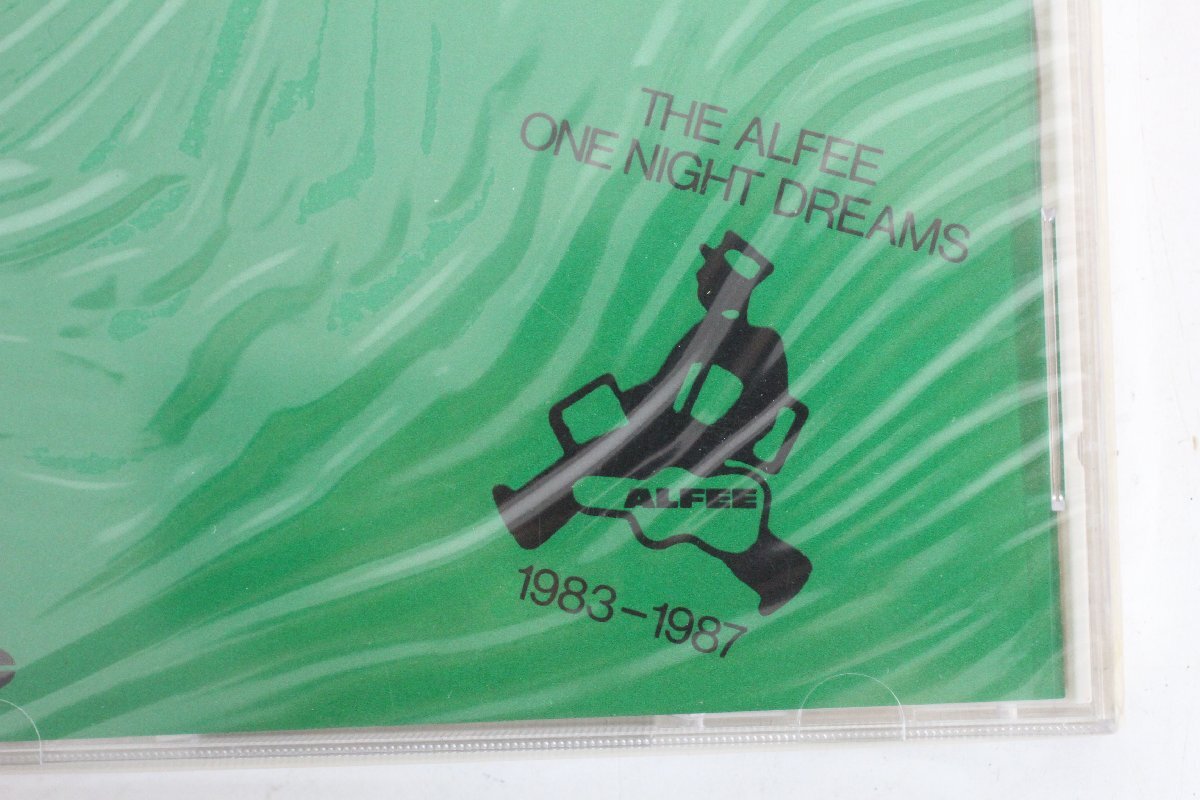 THE ALFEE
ONE NIGHT DREAMS
ALFEE
1983-1987